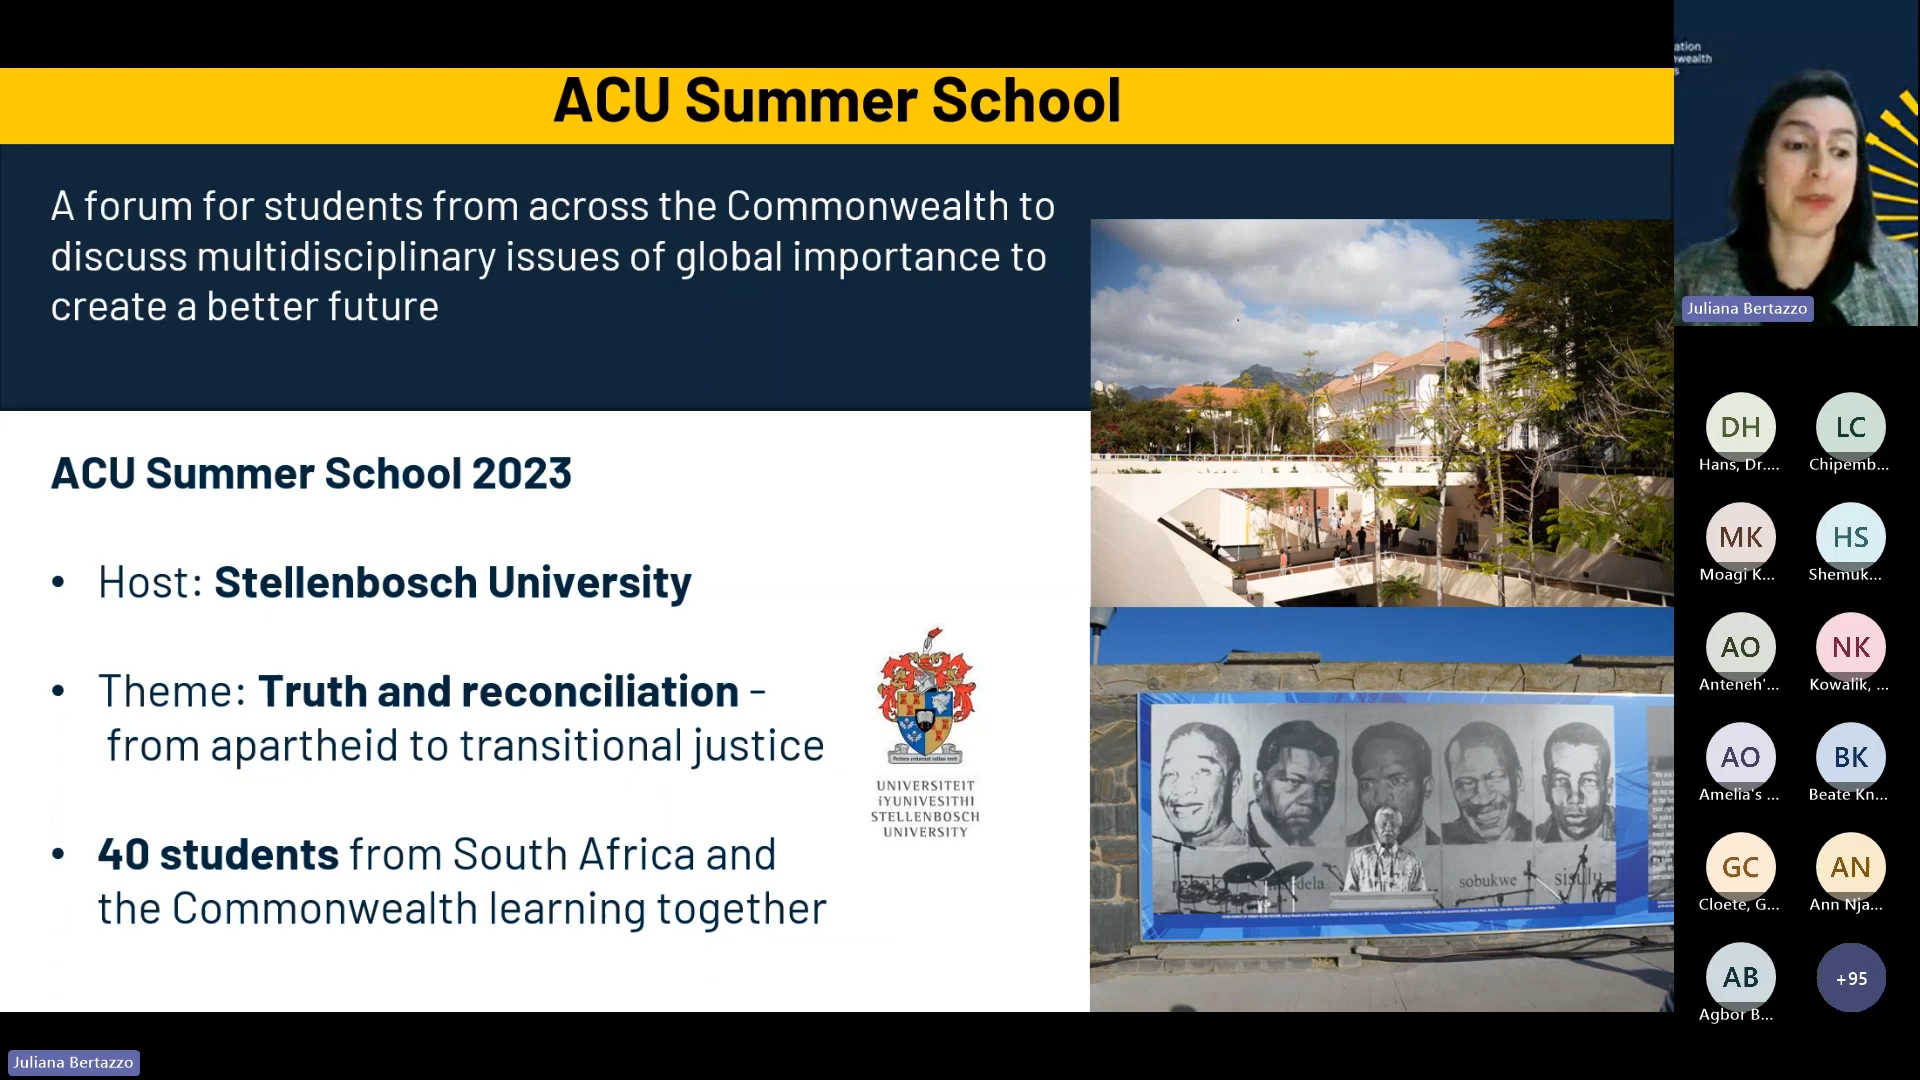 ACU Summer School
A forum for students from across the Commonwealth to
discuss multidisciplinary issues of global importance to
create a better future
ACU Summer School 2023
• Host: Stellenbosch University
• Theme: Truth and reconciliation –
from apartheid to transitional justice
• 40 students from South Africa and
the Commonwealth learning together
UNIVERSITEIT
iYUNIVESITHI
STELLENBOSCH
UNIVERSITY
sobukwe
sisulu
Juliana Bertazzo
DH
LC
Hans, Dr....
Chipemb...
MK
HS
Moagi K...
Shemuk...
AO
NK
Anteneh'...
Kowalik, ...
AO
BK
Amelia's ...
Beate Kn...
GC
AN
Cloete, G...
Ann Nja...
AB
+95
Agbor B...
Juliana Bertazzo